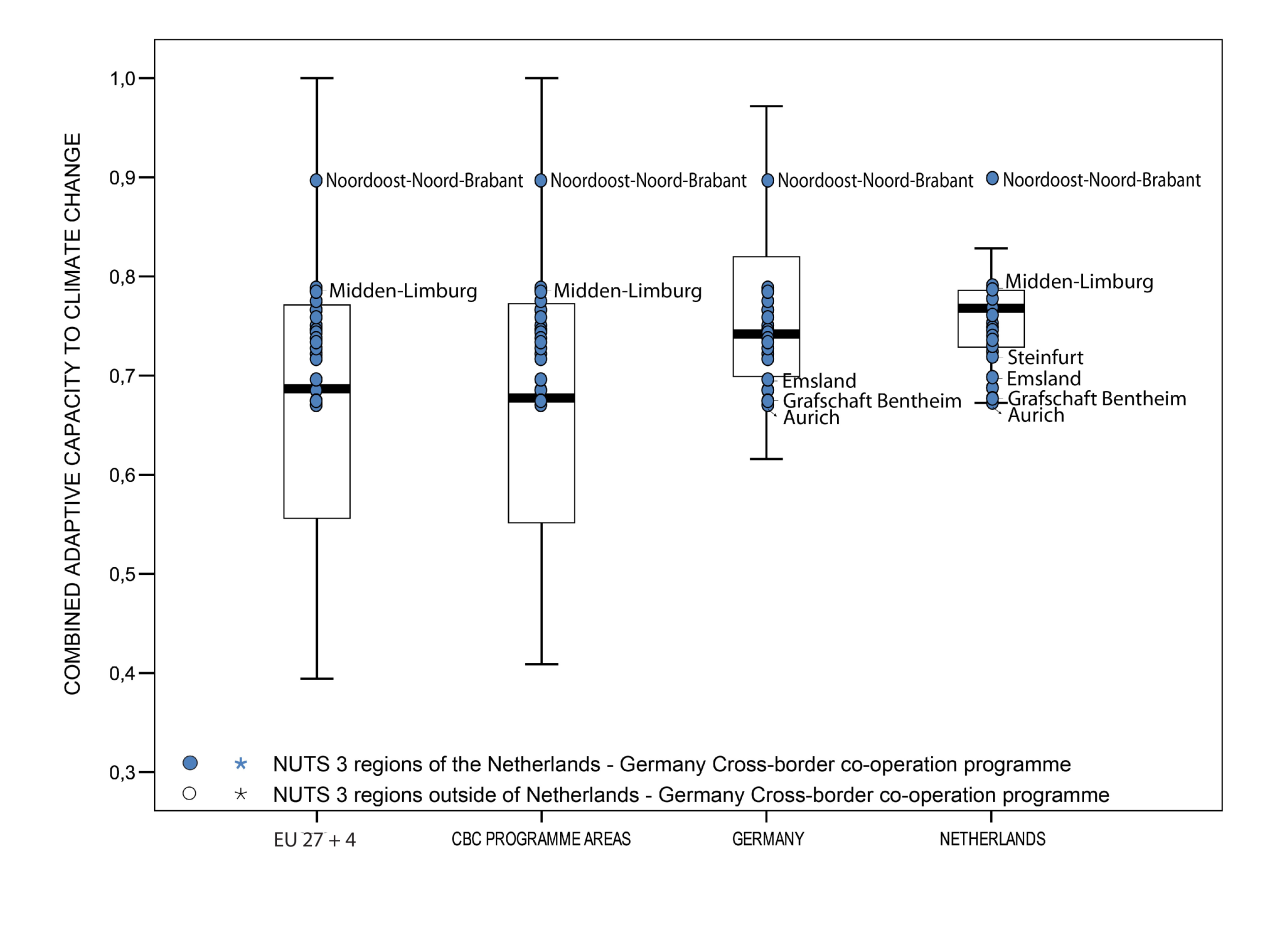 COMBINED ADAPTIVE CAPACITY TO CLIMATE CHANGE
1,0
0,9
0,8
0,7
0,6
0,5
0,4
0,3
Noordoost-Noord-Brabant
Midden-Limburg
Noordoost-Noord-Brabant
Midden-Limburg
Noordoost-Noord-Brabant
Emsland
Grafschaft Bentheim
Aurich
Noordoost-Noord-Brabant
Midden-Limburg
Steinfurt
Emsland
Grafschaft Bentheim
Aurich
NUTS 3 regions of the Netherlands - Germany Cross-border co-operation programme
NUTS 3 regions outside of Netherlands - Germany Cross-border co-operation programme
EU 27 + 4
CBC PROGRAMME AREAS
GERMANY
NETHERLANDS